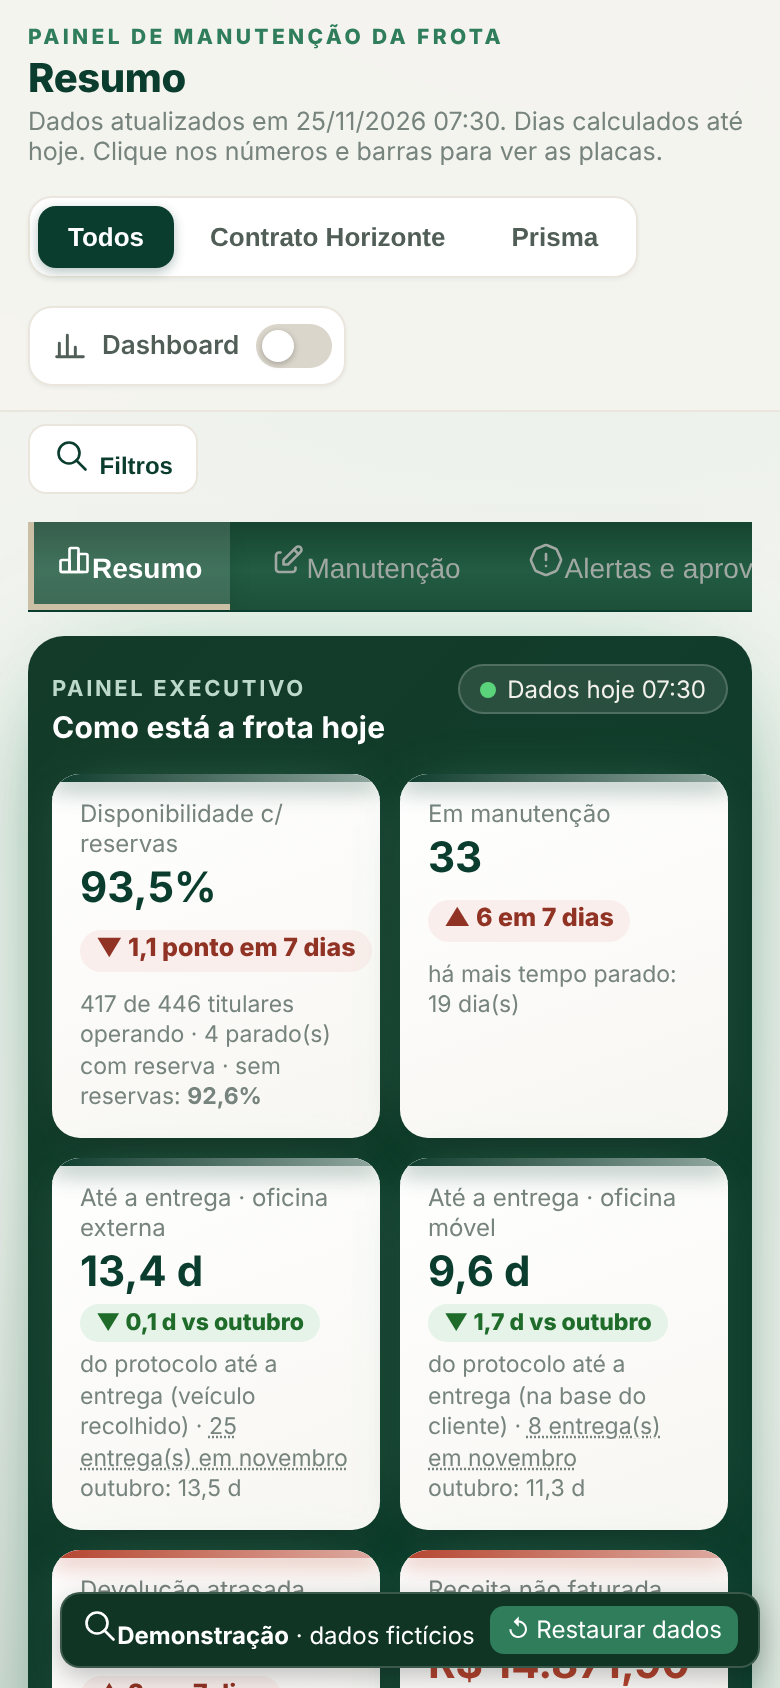 PAINEL DE MANUTENÇÃO DA FROTA
Resumo
Dados atualizados em 25/11/2026 07:30. Dias calculados até
hoje. Clique nos números e barras para ver as placas.
Todos Contrato Horizonte Prisma
Dashboard
Filtros
Resumo Manutenção Alertas e aprov
PAINEL EXECUTIVO
Dados hoje 07:30
Como está a frota hoje
Disponibilidade c/
reservas
93,5%
▼ 1,1 ponto em 7 dias
417 de 446 titulares
operando · 4 parado(s)
com reserva · sem
reservas: 92,6%
Em manutenção
33
▲ 6 em 7 dias
há mais tempo parado:
19 dia(s)
Até a entrega · oficina
externa
13,4 d
▼ 0,1 d vs outubro
do protocolo até a
entrega (veículo
recolhido) · 25
entrega(s) em novembro
outubro: 13,5 d
Até a entrega · oficina
móvel
9,6 d
▼ 1,7 d vs outubro
do protocolo até a
entrega (na base do
cliente) · 8 entrega(s)
em novembro
outubro: 11,3 d
Devolução atrasada
Receita não faturada
Demonstração · dados fictícios
Restaurar dados